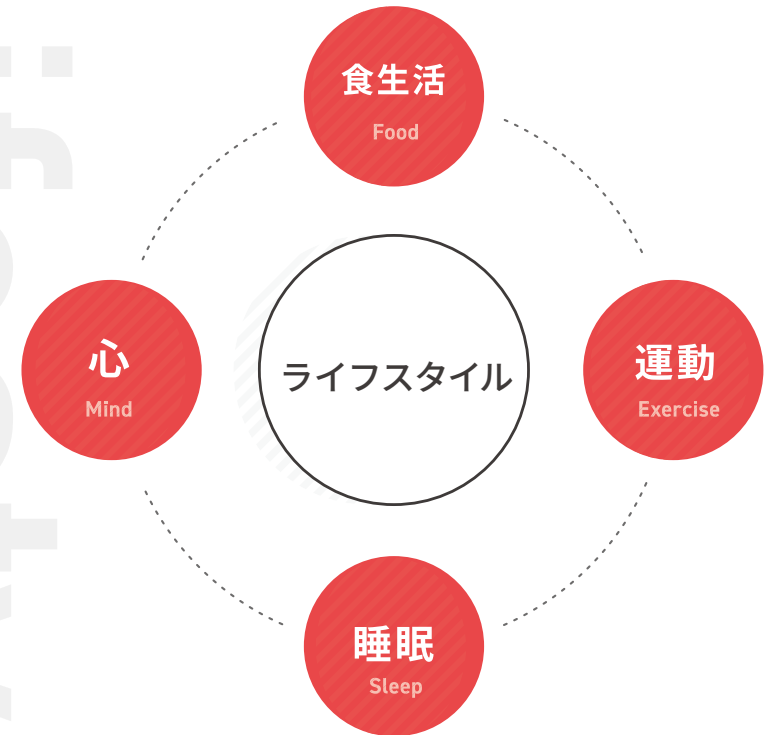 食生活
Food
心
Mind
ライフスタイル
運動
Exercise
睡眠
Sleep